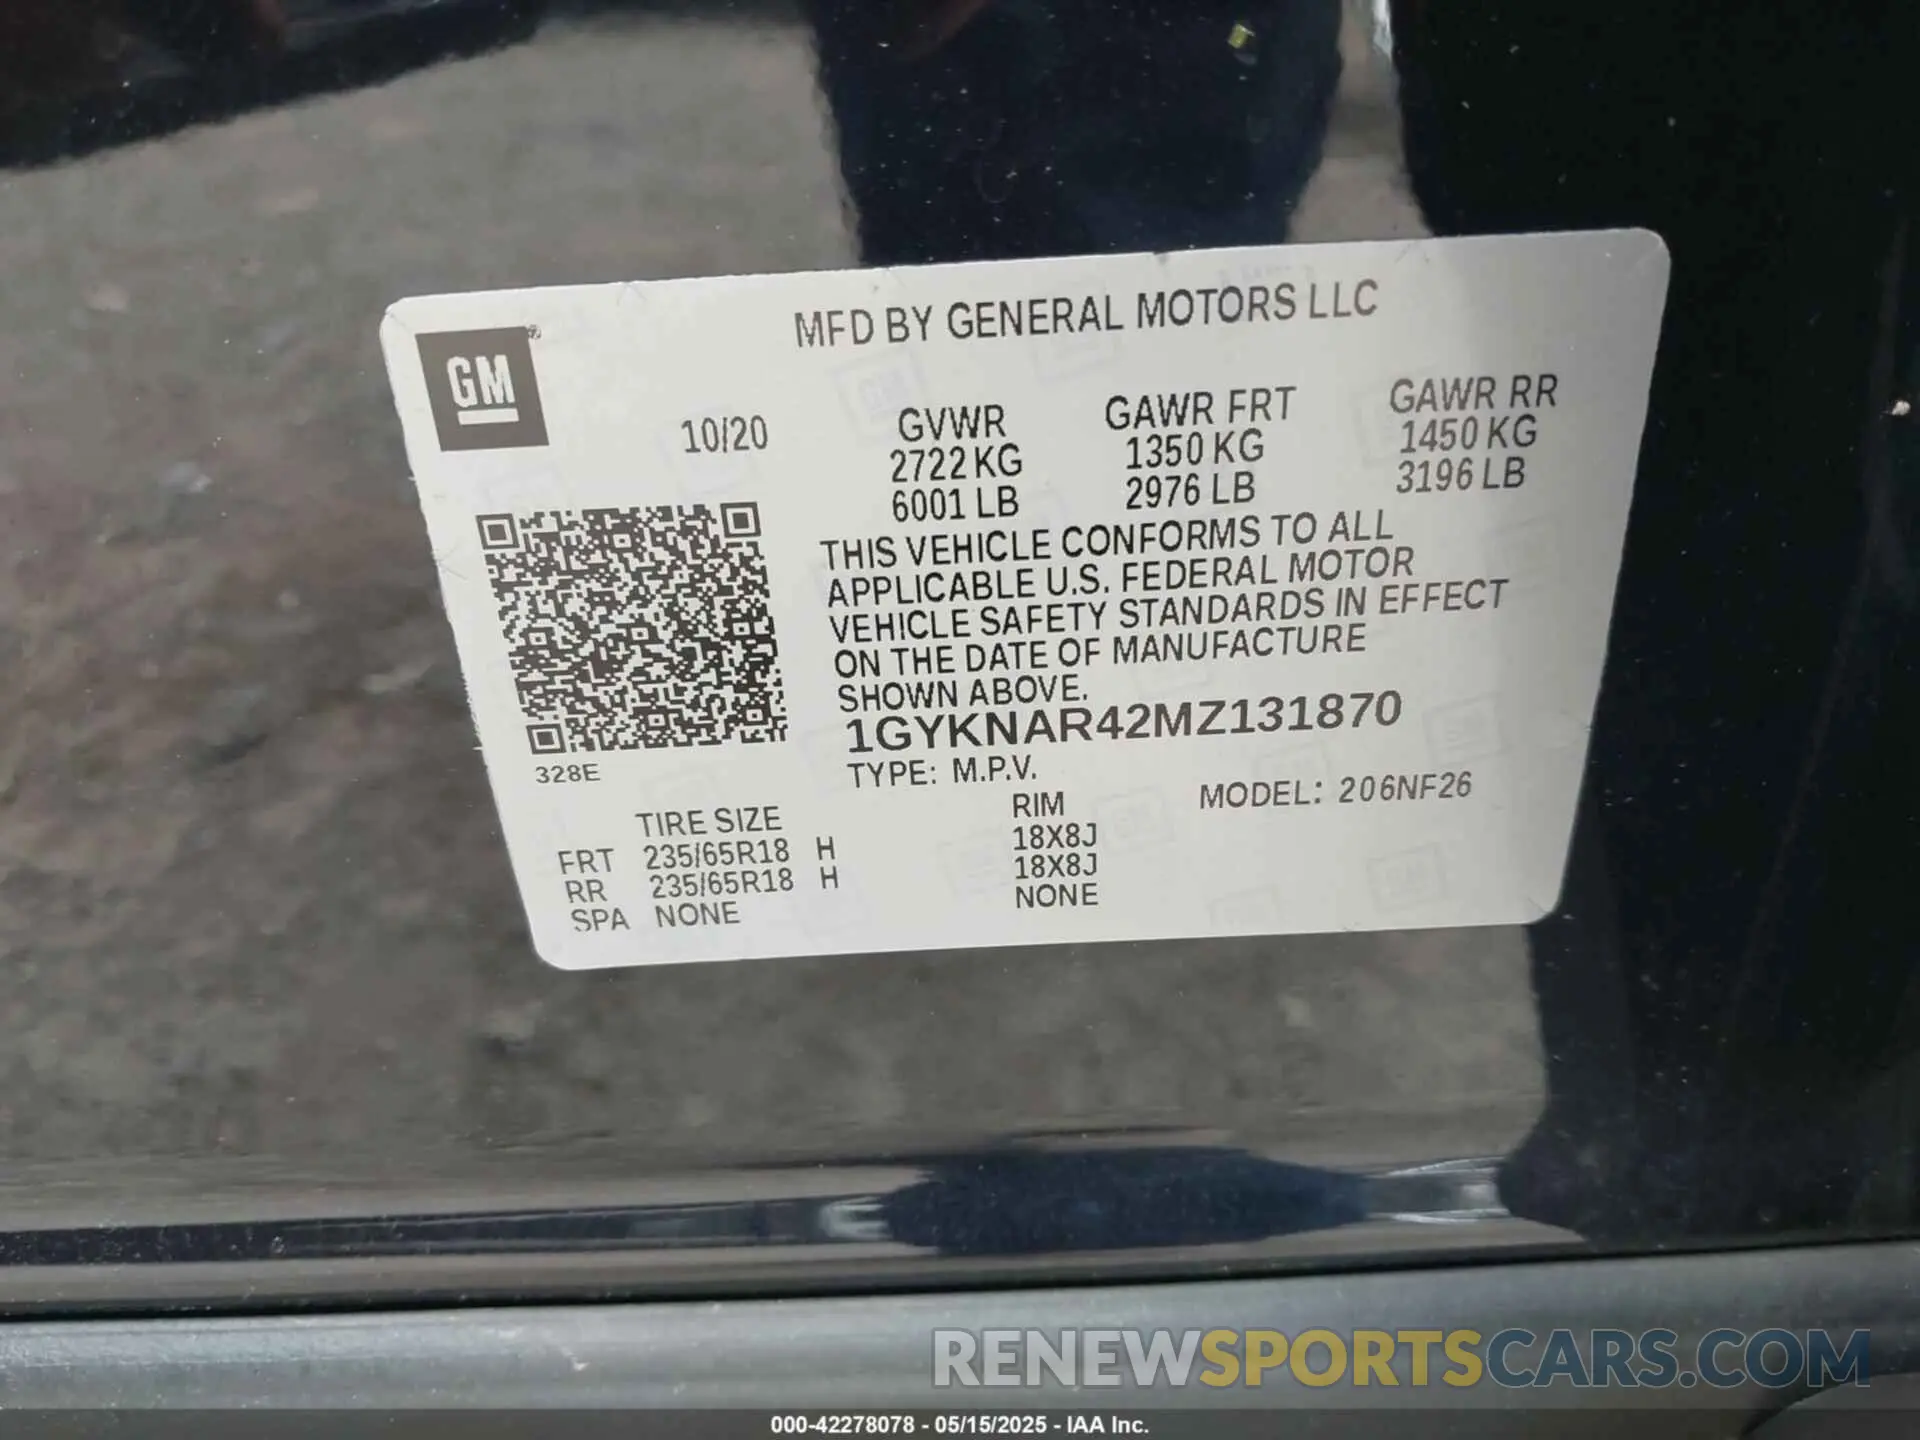 MFD BY GENERAL MOTORS LLC
GM®
10/20
GVWR
2722 KG
6001 LB
GAWR FRT
1350 KG
2976 LB
GAWR RR
1450 KG
3196 LB
THIS VEHICLE CONFORMS TO ALL
APPLICABLE U.S. FEDERAL MOTOR
VEHICLE SAFETY STANDARDS IN EFFECT
ON THE DATE OF MANUFACTURE
SHOWN ABOVE.
1GYKNAR42MZ131870
328E
TYPE: M.P.V.
MODEL: 206NF26
TIRE SIZE RIM
FRT 235/65R18 H 18X8J
RR 235/65R18 H 18X8J
SPA NONE NONE
RENEWSPORTSCARS.COM
000-42278078 - 05/15/2025 - IAA Inc.